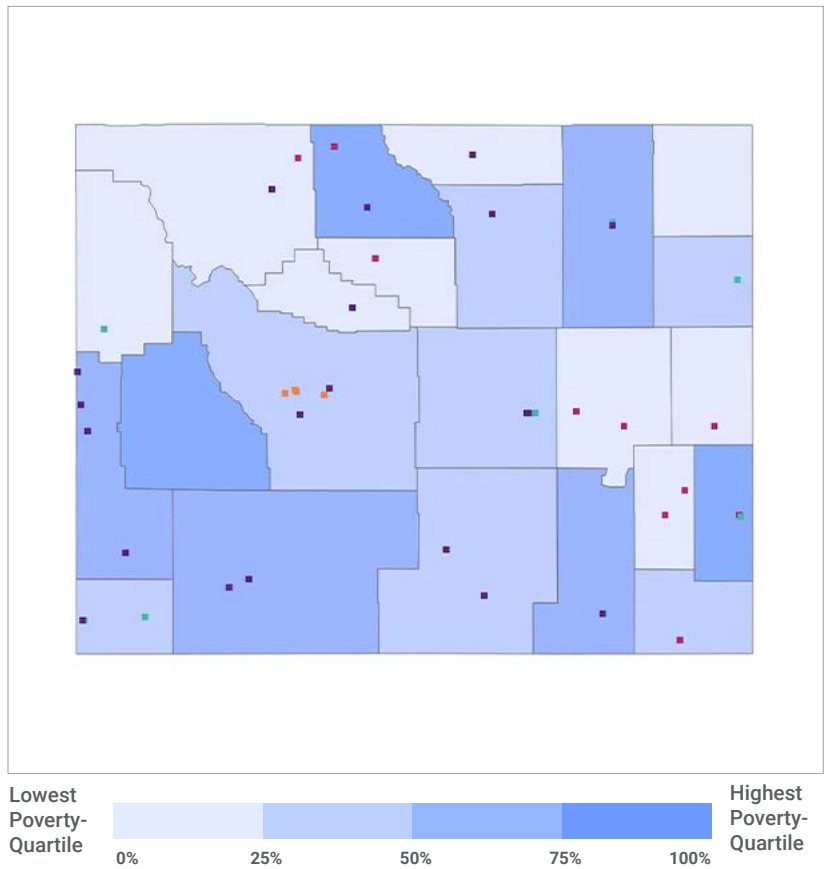 Lowest
Poverty-
Quartile
0%
25%
50%
75%
100%
Highest
Poverty-
Quartile